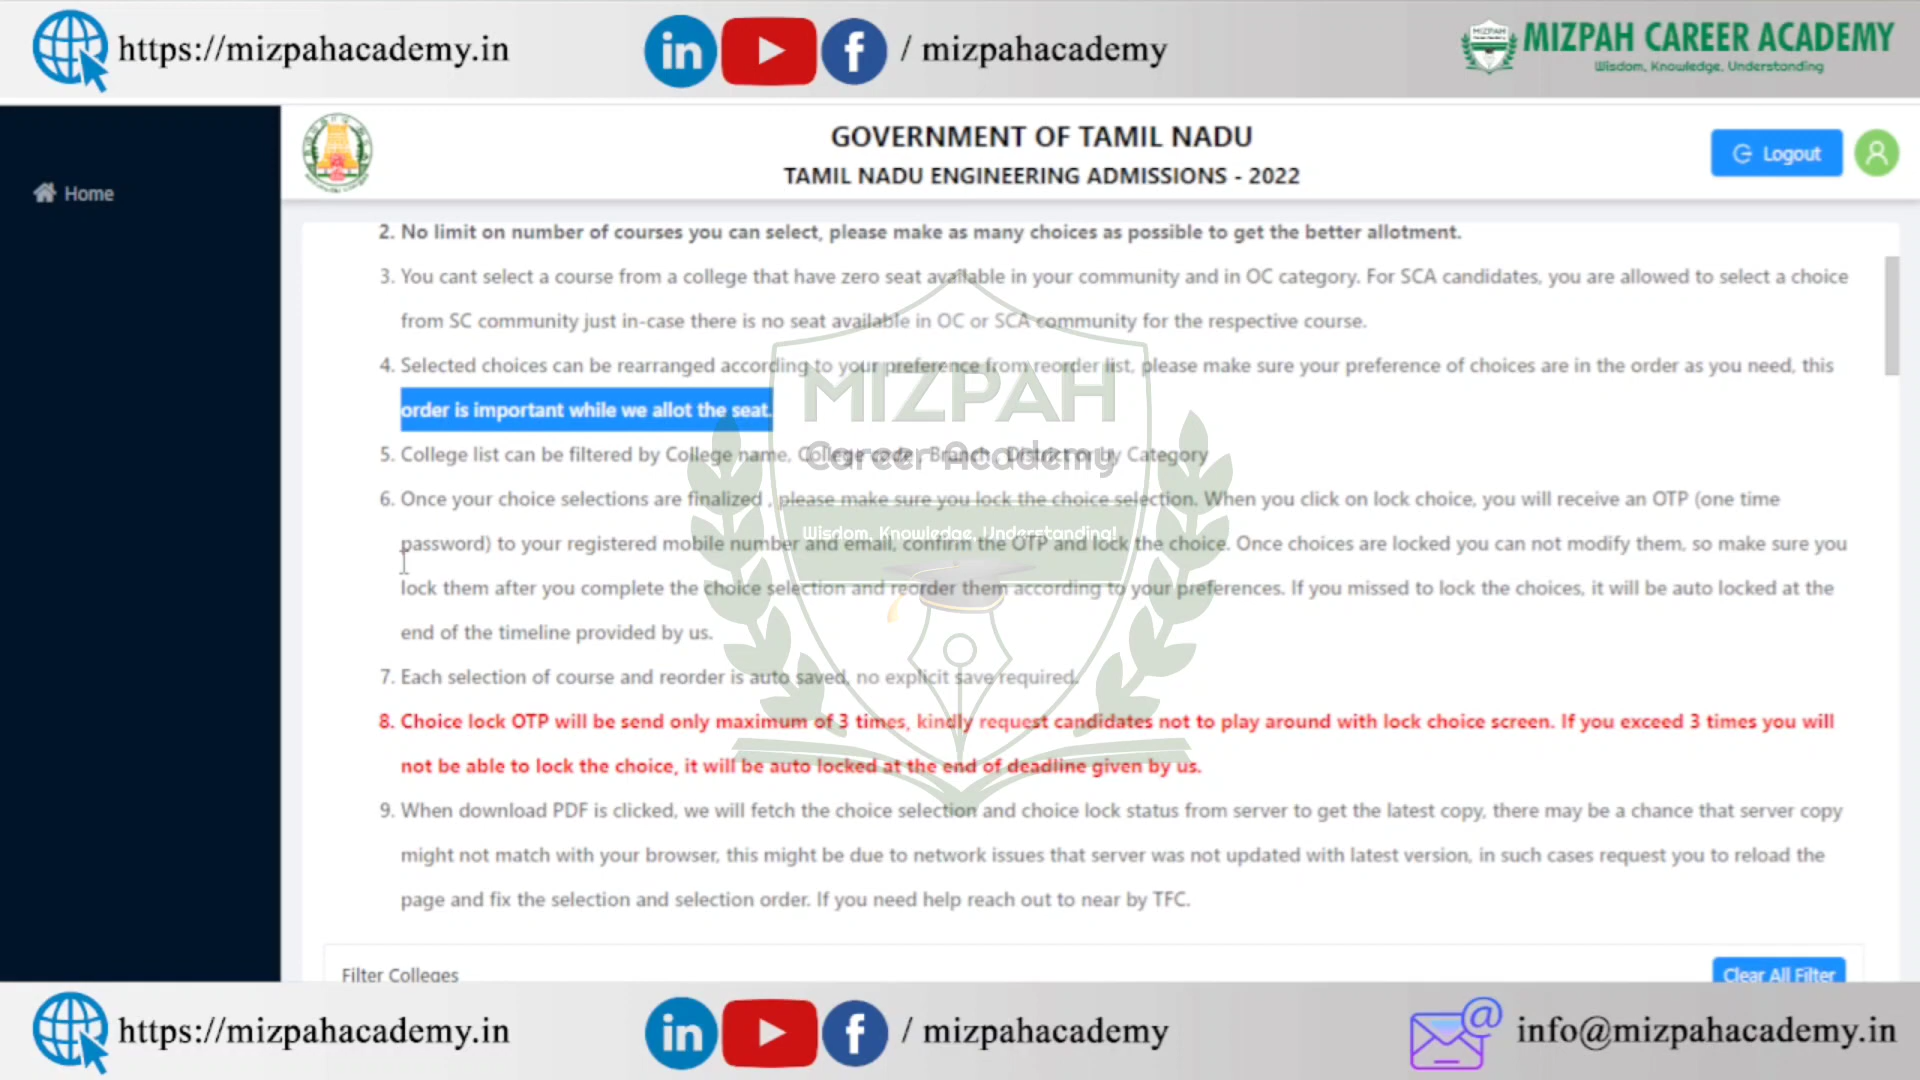 https://mizpahacademy.in
/ mizpahacademy
MIZPAH
MIZPAH CAREER ACADEMY
Wisdom, Knowledge, Understanding
GOVERNMENT OF TAMIL NADU
TAMIL NADU ENGINEERING ADMISSIONS - 2022
Logout
Home
2. No limit on number of courses you can select, please make as many choices as possible to get the better allotment.
3. You cant select a course from a college that have zero seat available in your community and in OC category. For SCA candidates, you are allowed to select a choice
from SC community just in-case there is no seat available in OC or SCA community for the respective course.
4. Selected choices can be rearranged according to your preference from reorder list, please make sure your preference of choices are in the order as you need, this
order is important while we allot the seat.
5. College list can be filtered by College name, College code, Branch, District or by Category
6. Once your choice selections are finalized , please make sure you lock the choice selection. When you click on lock choice, you will receive an OTP (one time
password) to your registered mobile number and email, confirm the OTP and lock the choice. Once choices are locked you can not modify them, so make sure you
lock them after you complete the choice selection and reorder them according to your preferences. If you missed to lock the choices, it will be auto locked at the
end of the timeline provided by us.
7. Each selection of course and reorder is auto saved, no explicit save required.
8. Choice lock OTP will be send only maximum of 3 times, kindly request candidates not to play around with lock choice screen. If you exceed 3 times you will
not be able to lock the choice, it will be auto locked at the end of deadline given by us.
9. When download PDF is clicked, we will fetch the choice selection and choice lock status from server to get the latest copy, there may be a chance that server copy
might not match with your browser, this might be due to network issues that server was not updated with latest version, in such cases request you to reload the
page and fix the selection and selection order. If you need help reach out to near by TFC.
MIZPAH
Career Academy
Wisdom, Knowledge, Understanding!
Filter Colleges
Clear All Filter
https://mizpahacademy.in
/ mizpahacademy
info@mizpahacademy.in